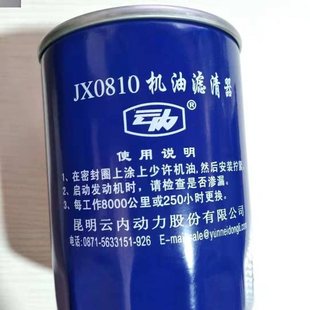 JX0810 机油滤清器
云内
®
使用说明
1、在密封圈上涂上少许机油,然后安装拧紧
2、启动发动机时，请检查是否渗漏。
3、每工作8000公里或250小时更换。
昆明云内动力股份有限公司
电话: 0871-5633151-926 E-mail:sale@yunneidongli.